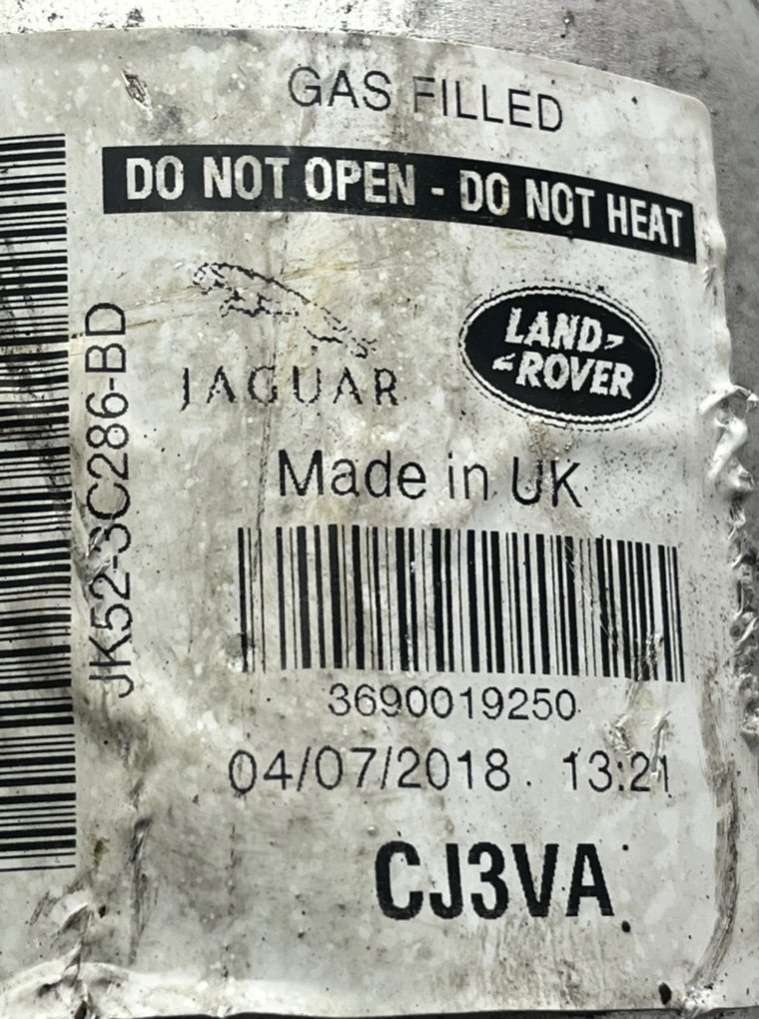 GAS FILLED
DO NOT OPEN - DO NOT HEAT
JAGUAR
LAND-
-ROVER
Made in UK
JK52-3C286-BD
3690019250
04/07/2018 13:21
CJ3VA